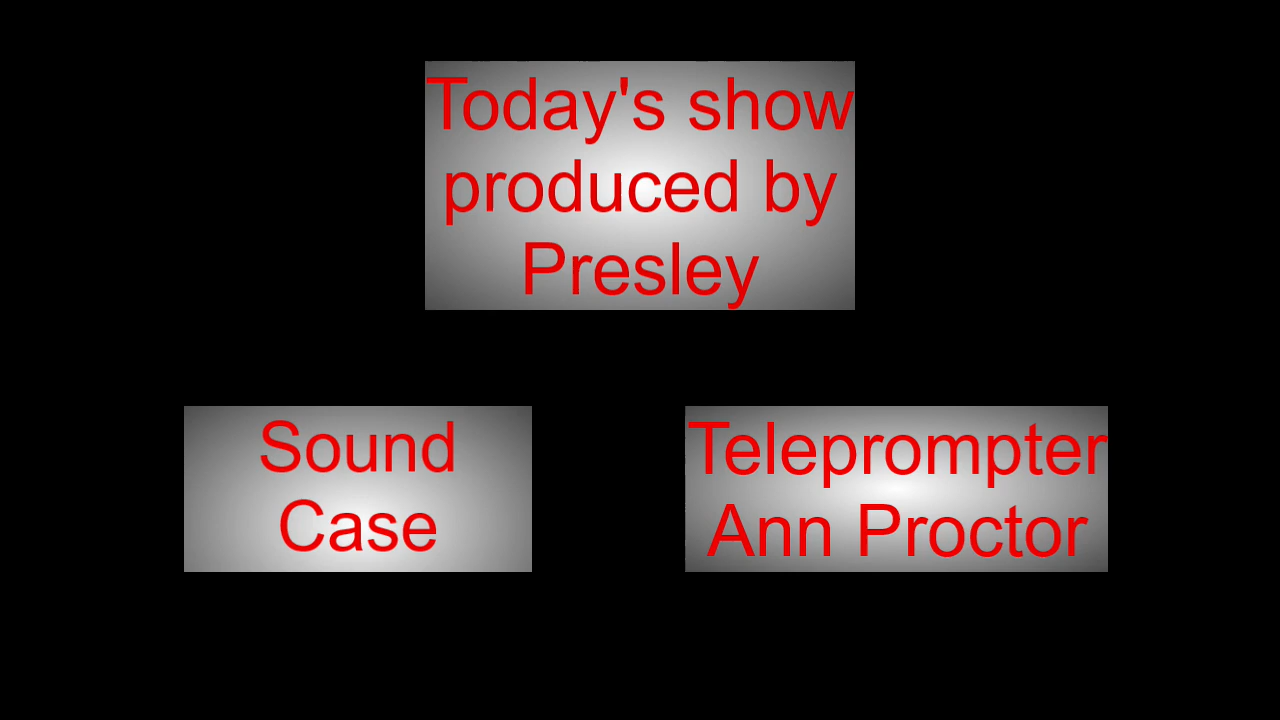 Today's show
produced by
Presley
Sound
Case
Teleprompter
Ann Proctor